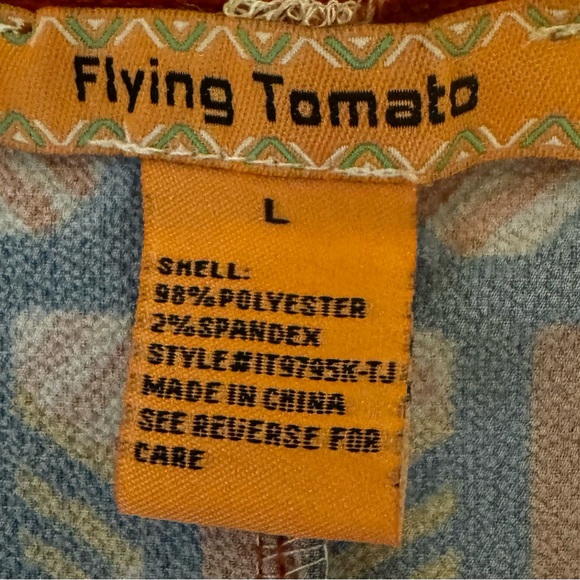 Flying Tomato
L
SHELL:
98%POLYESTER
2%SPANDEX
STYLE#IT9795K-TJ
MADE IN CHINA
SEE REVERSE FOR
CARE